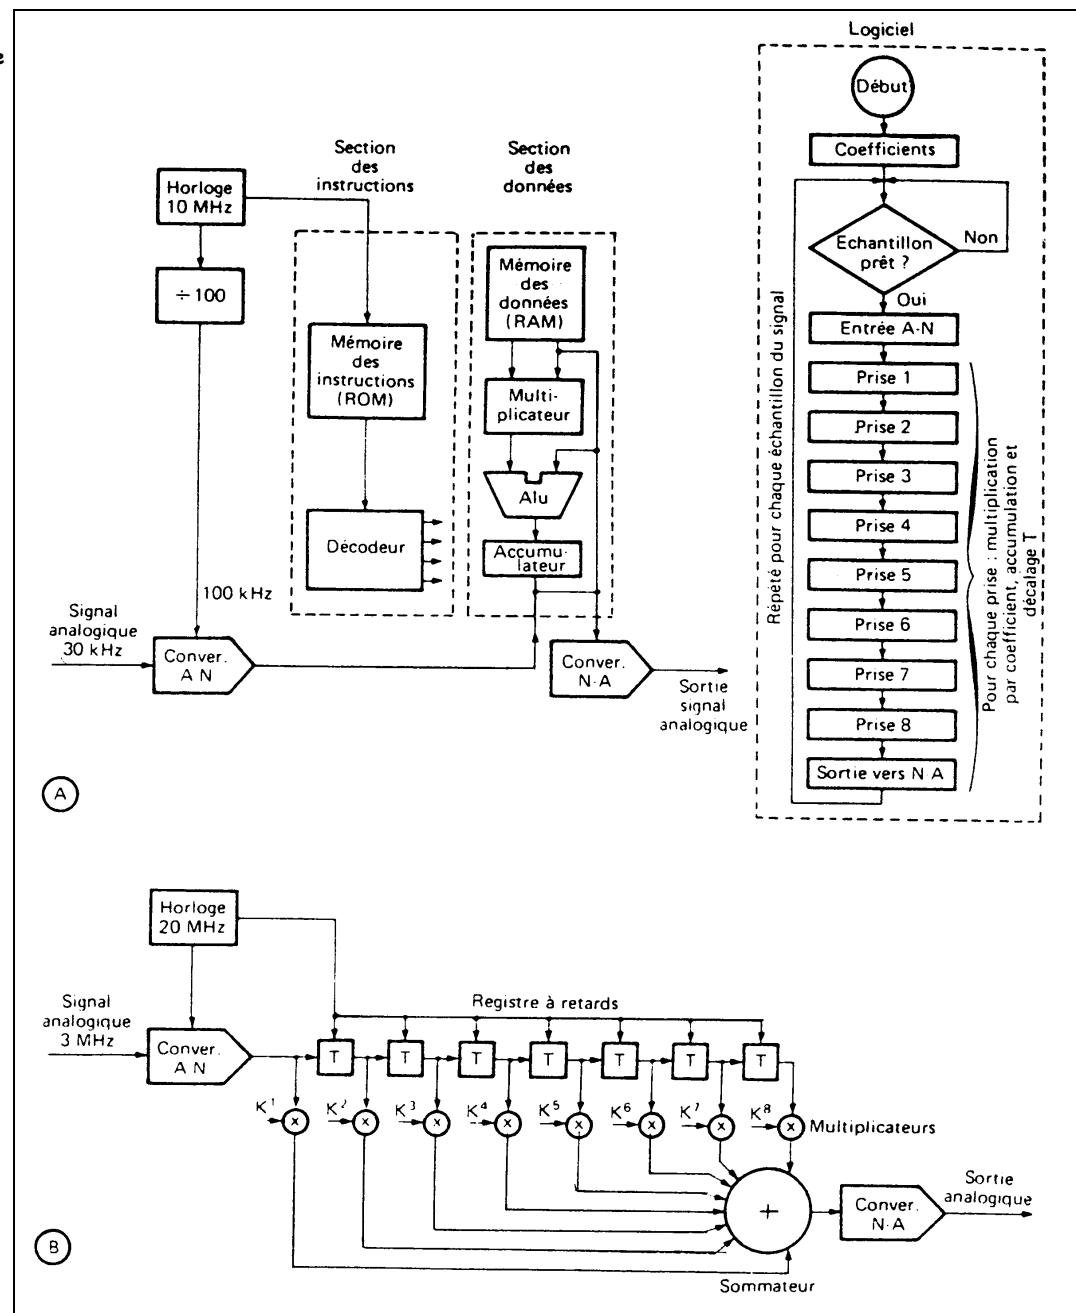 e
Logiciel
Début
Coefficients
Echantillon
prêt ?
Non
Oui
Entrée A-N
Prise 1
Prise 2
Prise 3
Prise 4
Prise 5
Prise 6
Prise 7
Prise 8
Sortie vers N A
Répété pour chaque échantillon du signal
Pour chaque prise : multiplication
par coefficient, accumulation et
décalage T
Section
des
instructions
Section
des
données
Horloge
10 MHz
÷ 100
Mémoire
des
instructions
(ROM)
Décodeur
Mémoire
des
données
(RAM)
Multi-
plicateur
Alu
Accumu-
lateur
100 kHz
Signal
analogique
30 kHz
Conver.
A N
Conver.
N-A
Sortie
signal
analogique
A
Horloge
20 MHz
Signal
analogique
3 MHz
Conver.
A N
Registre à retards
T T T T T T T
K1 K2 K3 K4 K5 K6 K7 K8
x x x x x x x x
Multiplicateurs
+
Sommateur
Conver.
N-A
Sortie
analogique
B